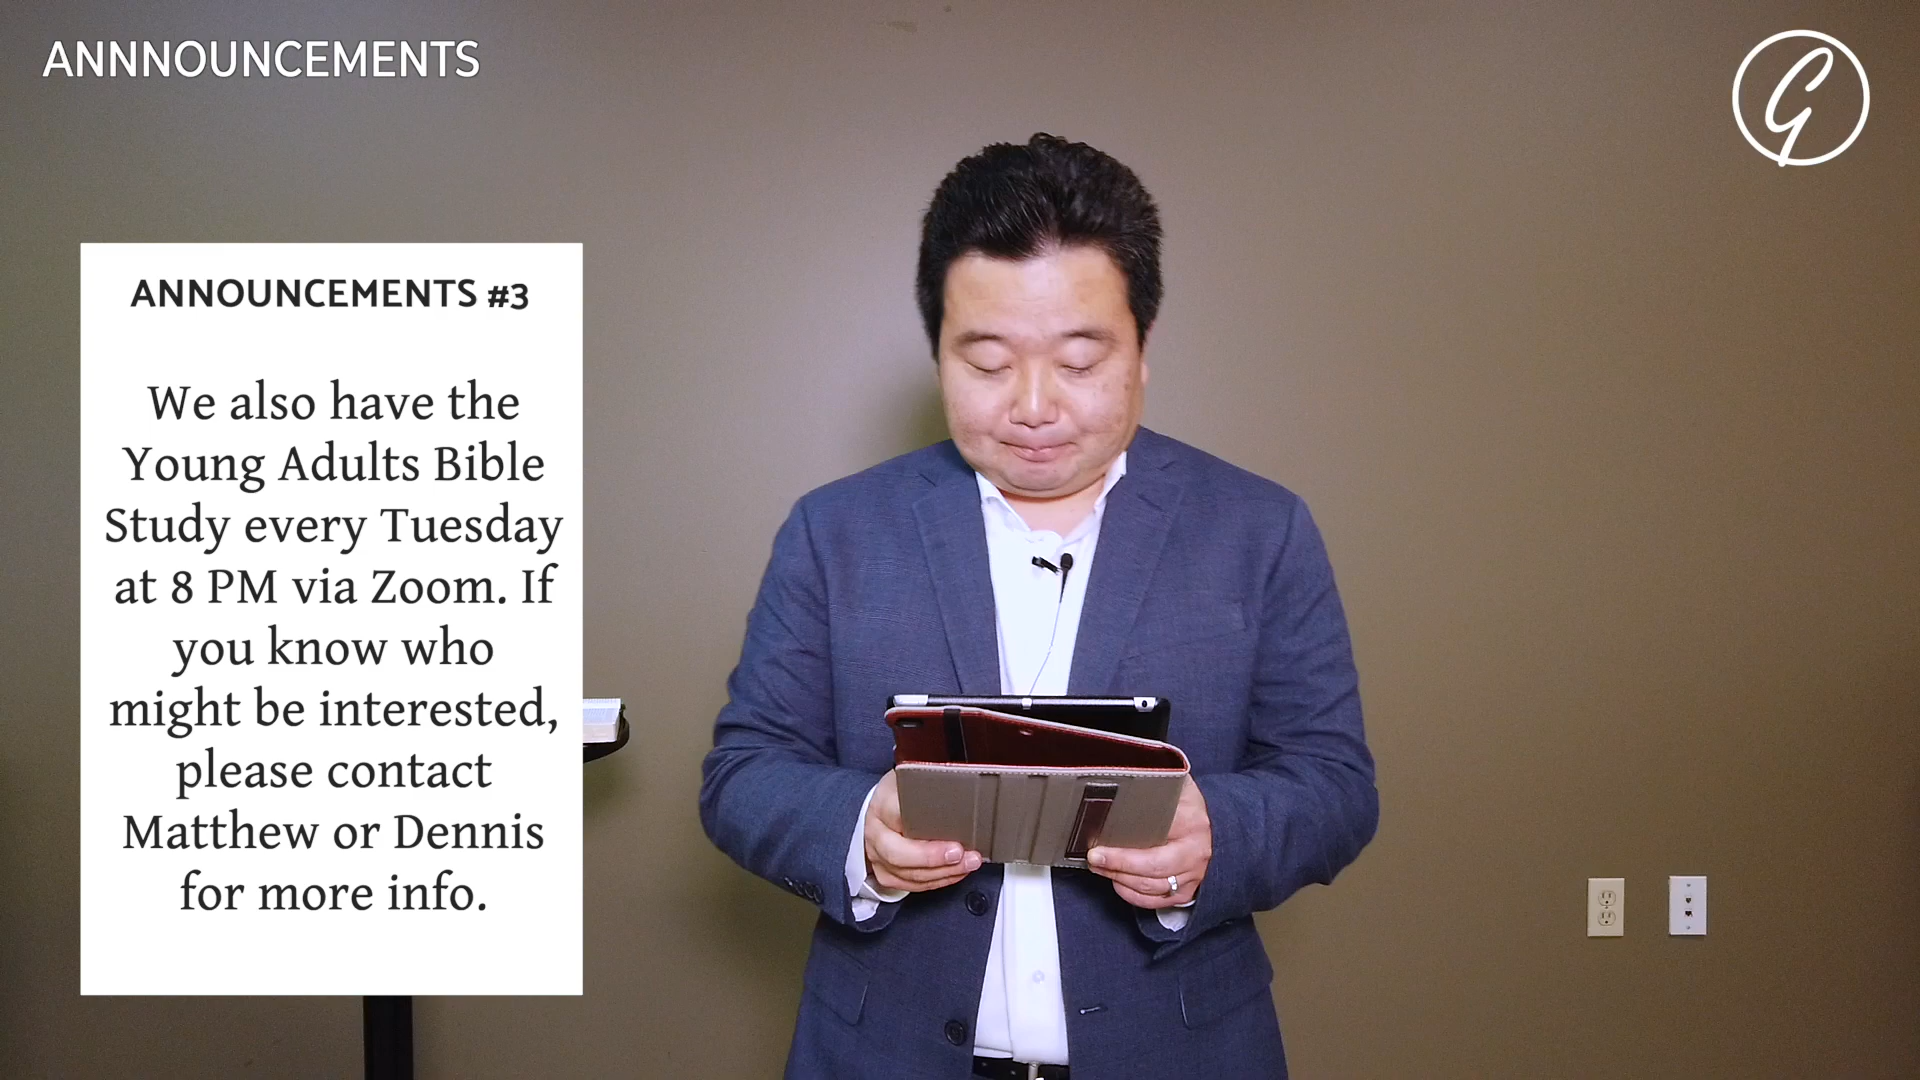 ANNNOUNCEMENTS
G
ANNOUNCEMENTS #3
We also have the
Young Adults Bible
Study every Tuesday
at 8 PM via Zoom. If
you know who
might be interested,
please contact
Matthew or Dennis
for more info.